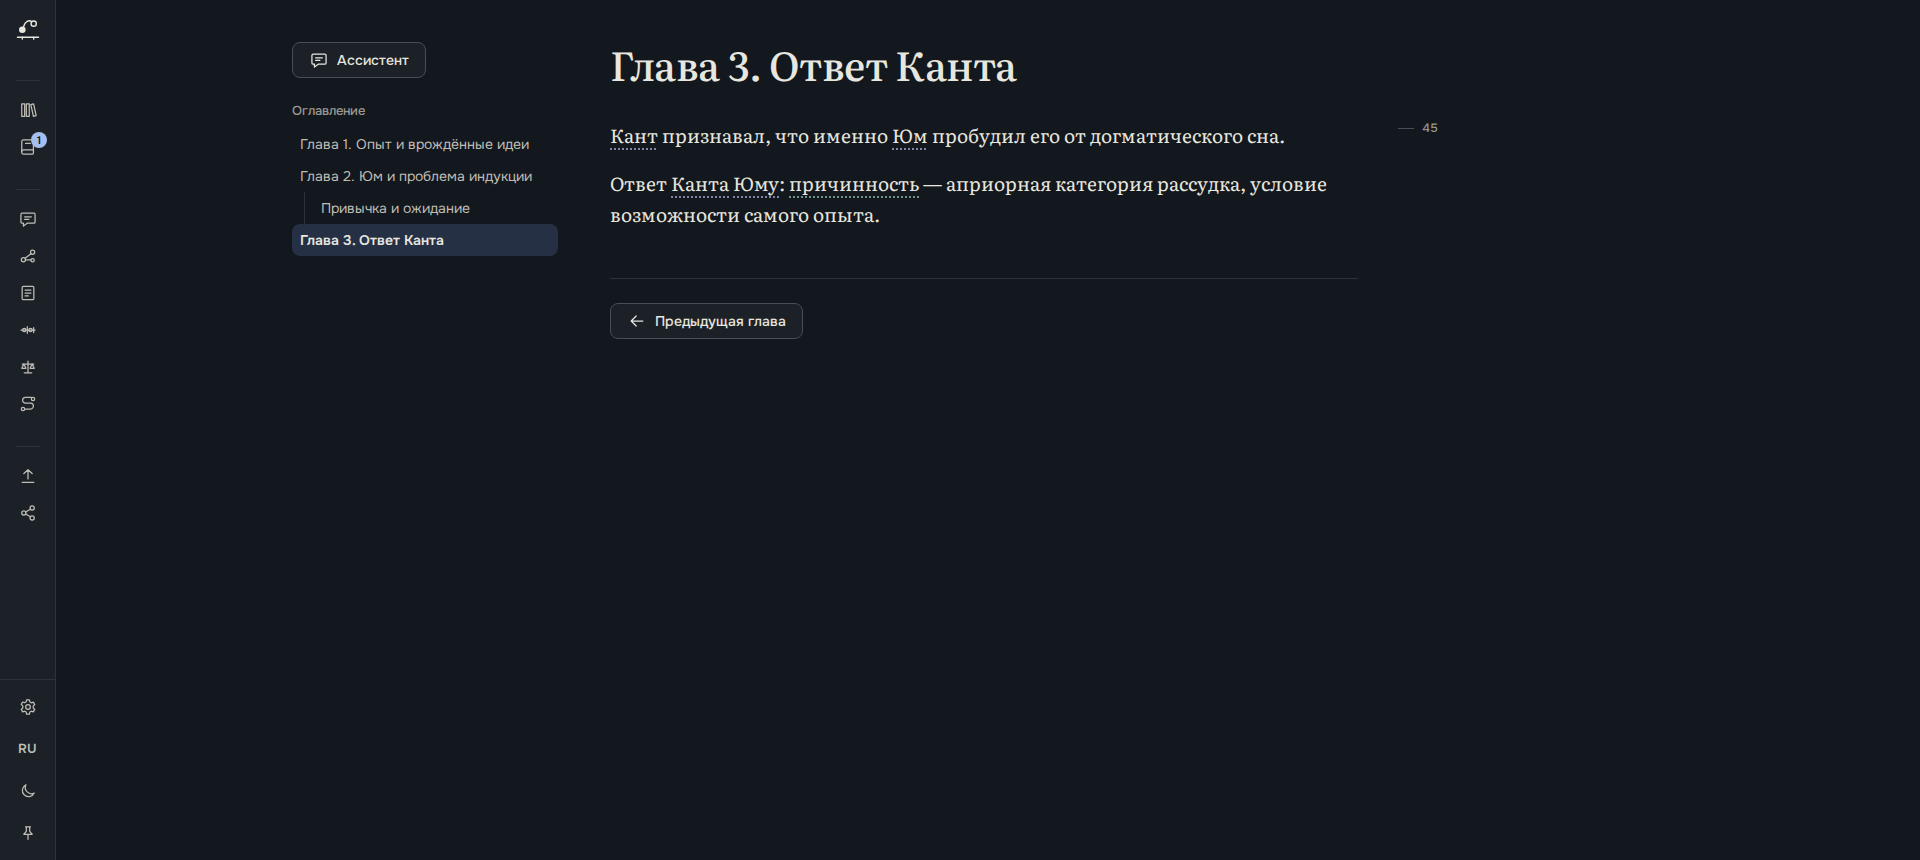 1
RU
Ассистент
Оглавление
Глава 1. Опыт и врождённые идеи
Глава 2. Юм и проблема индукции
Привычка и ожидание
Глава 3. Ответ Канта
Глава 3. Ответ Канта
Кант признавал, что именно Юм пробудил его от догматического сна.
45
Ответ Канта Юму: причинность — априорная категория рассудка, условие
возможности самого опыта.
Предыдущая глава